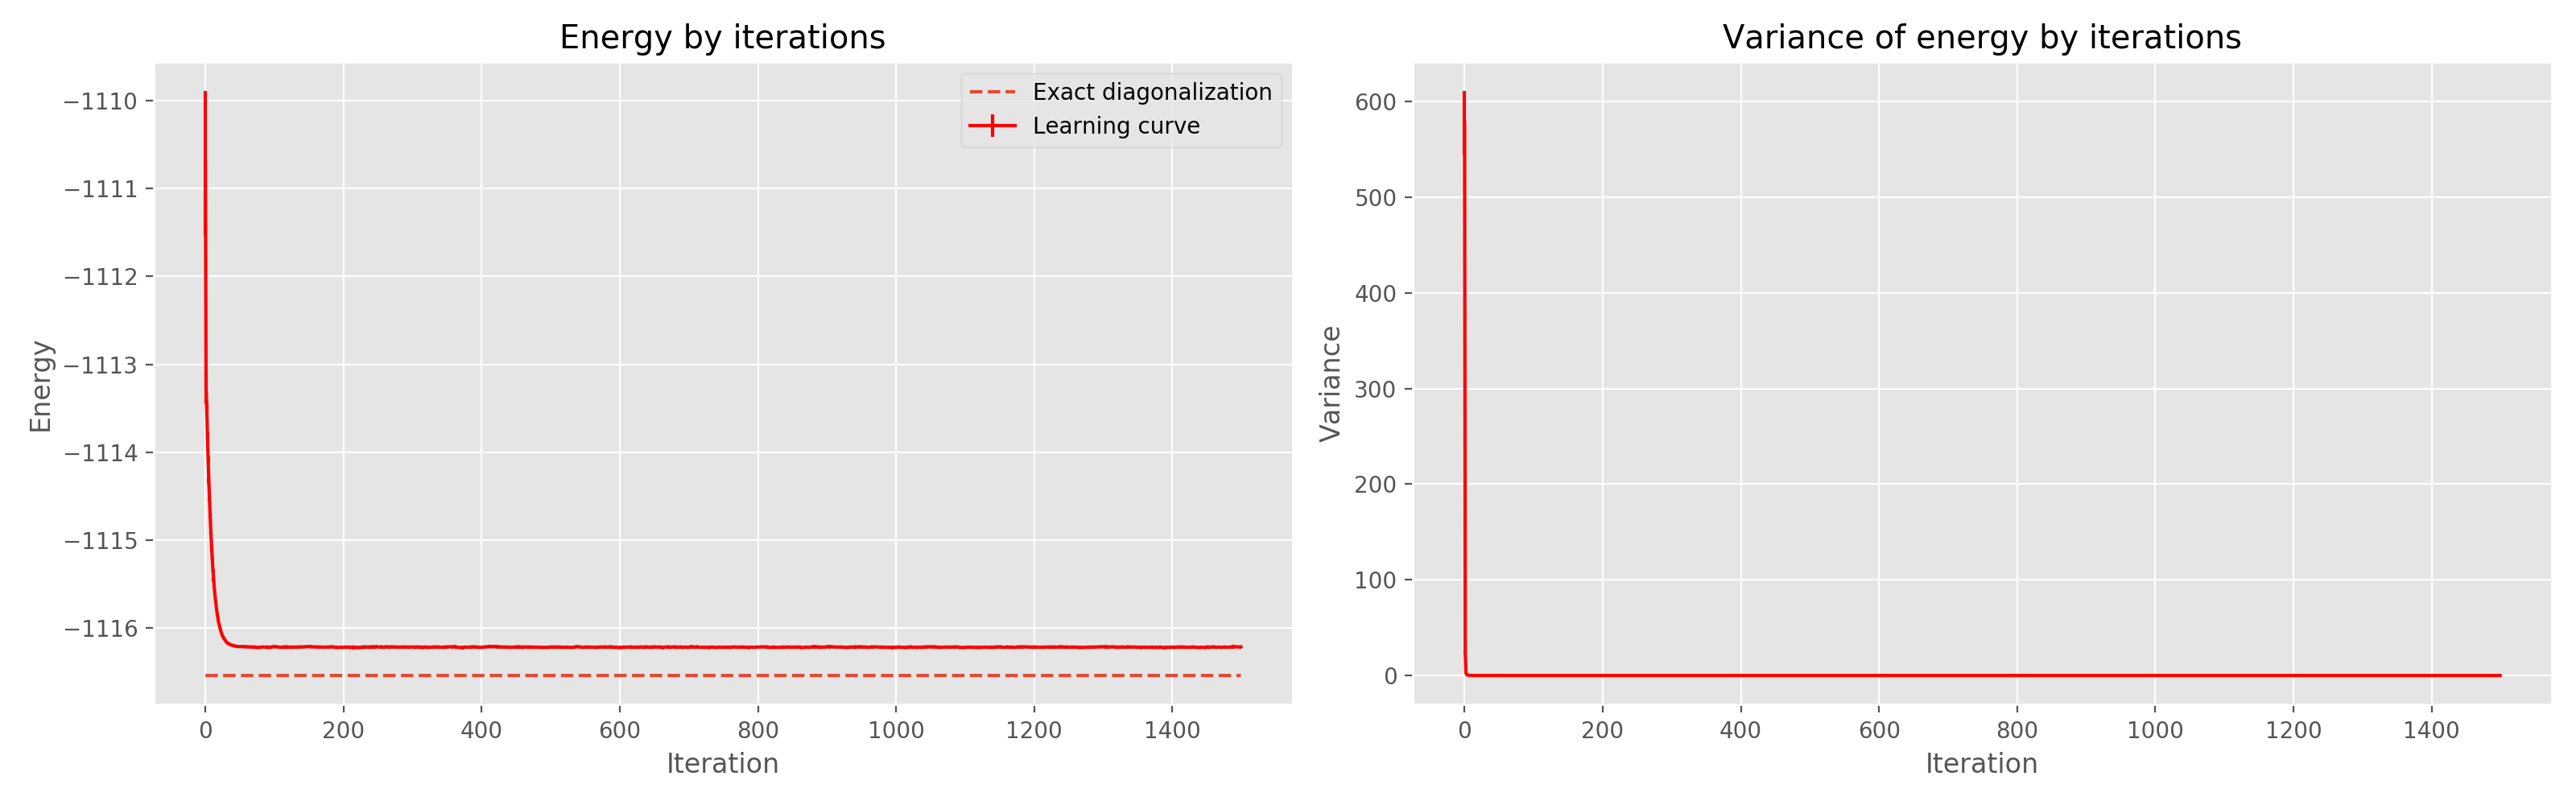 Energy by iterations
−1110
−1111
−1112
−1113
−1114
−1115
−1116
Energy
Exact diagonalization
Learning curve
0 200 400 600 800 1000 1200 1400
Iteration
Variance of energy by iterations
600
500
400
300
200
100
0
Variance
0 200 400 600 800 1000 1200 1400
Iteration